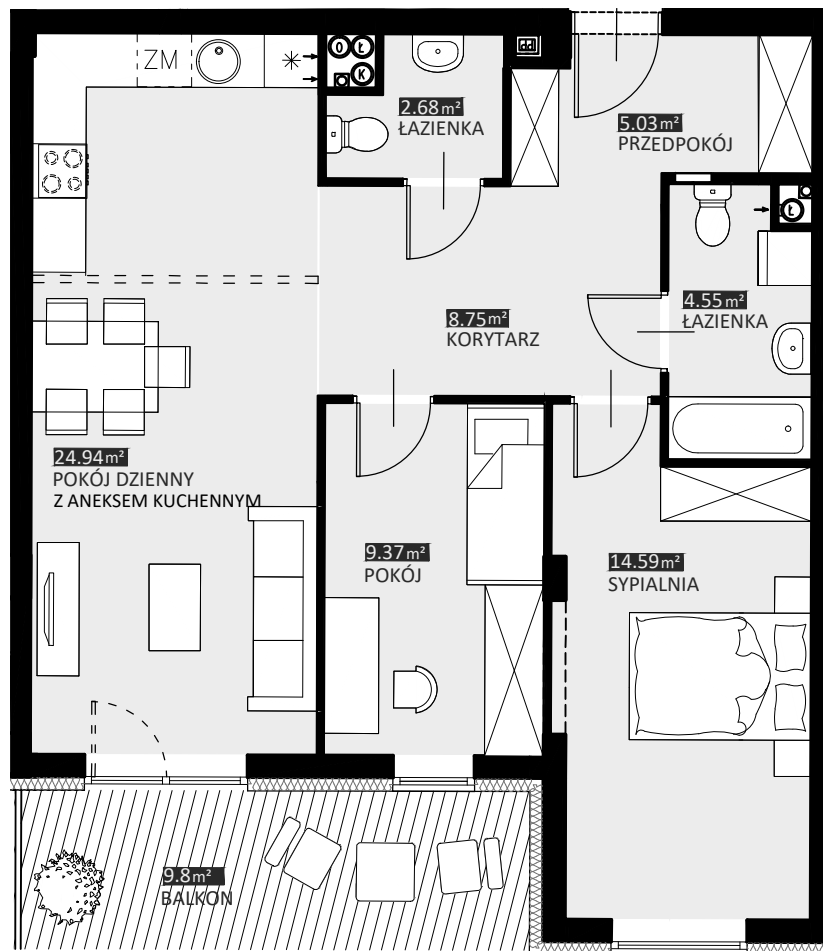 ZM
O Ł
K
2.68m²
ŁAZIENKA
5.03m²
PRZEDPOKÓJ
Ł
8.75m²
KORYTARZ
4.55m²
ŁAZIENKA
24.94m²
POKÓJ DZIENNY
Z ANEKSEM KUCHENNYM
9.37m²
POKÓJ
14.59m²
SYPIALNIA
9.8m²
BALKON